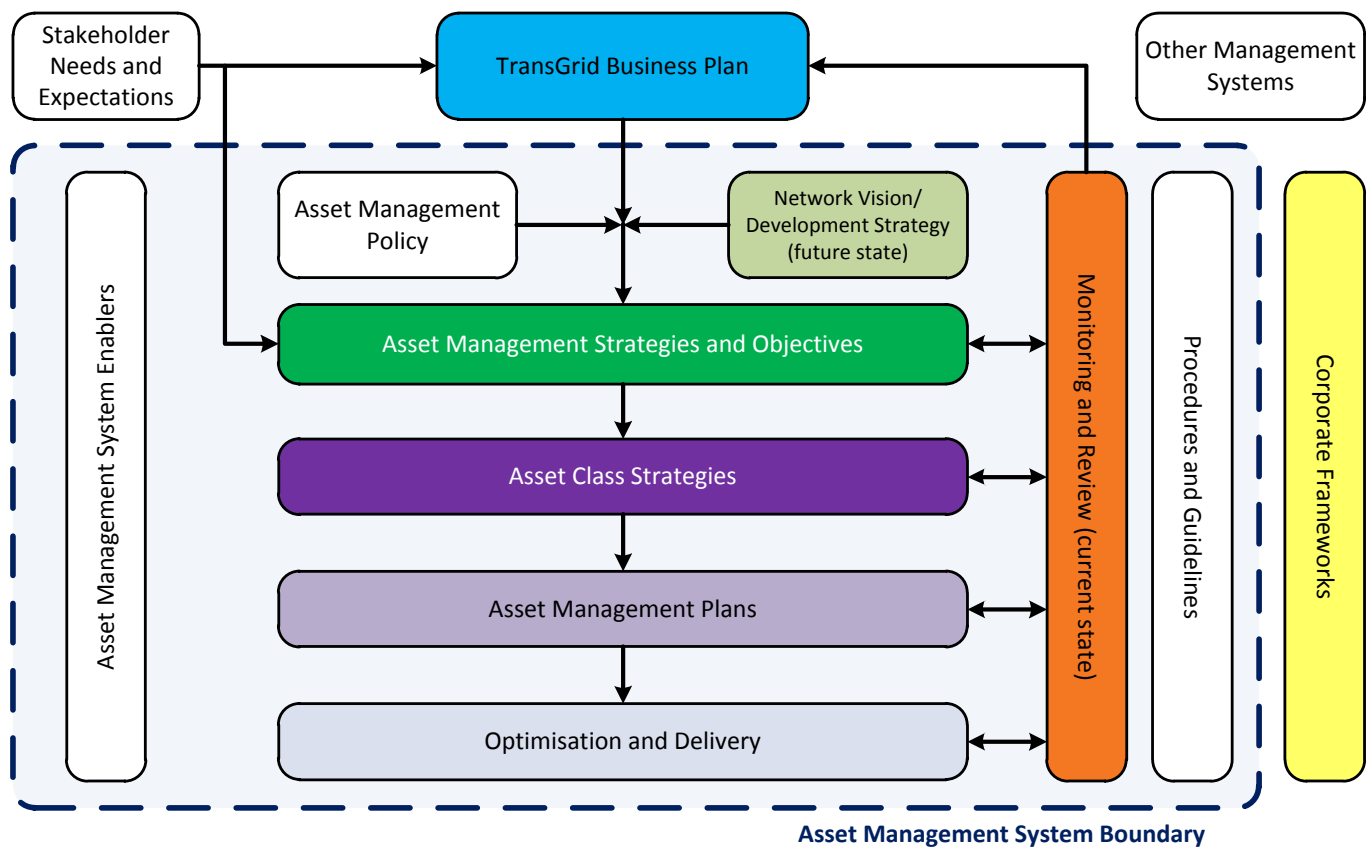 Stakeholder
Needs and
Expectations
TransGrid Business Plan
Other Management
Systems
Asset Management System Enablers
Asset Management
Policy
Network Vision/
Development Strategy
(future state)
Asset Management Strategies and Objectives
Asset Class Strategies
Asset Management Plans
Optimisation and Delivery
Monitoring and Review (current state)
Procedures and Guidelines
Corporate Frameworks
Asset Management System Boundary